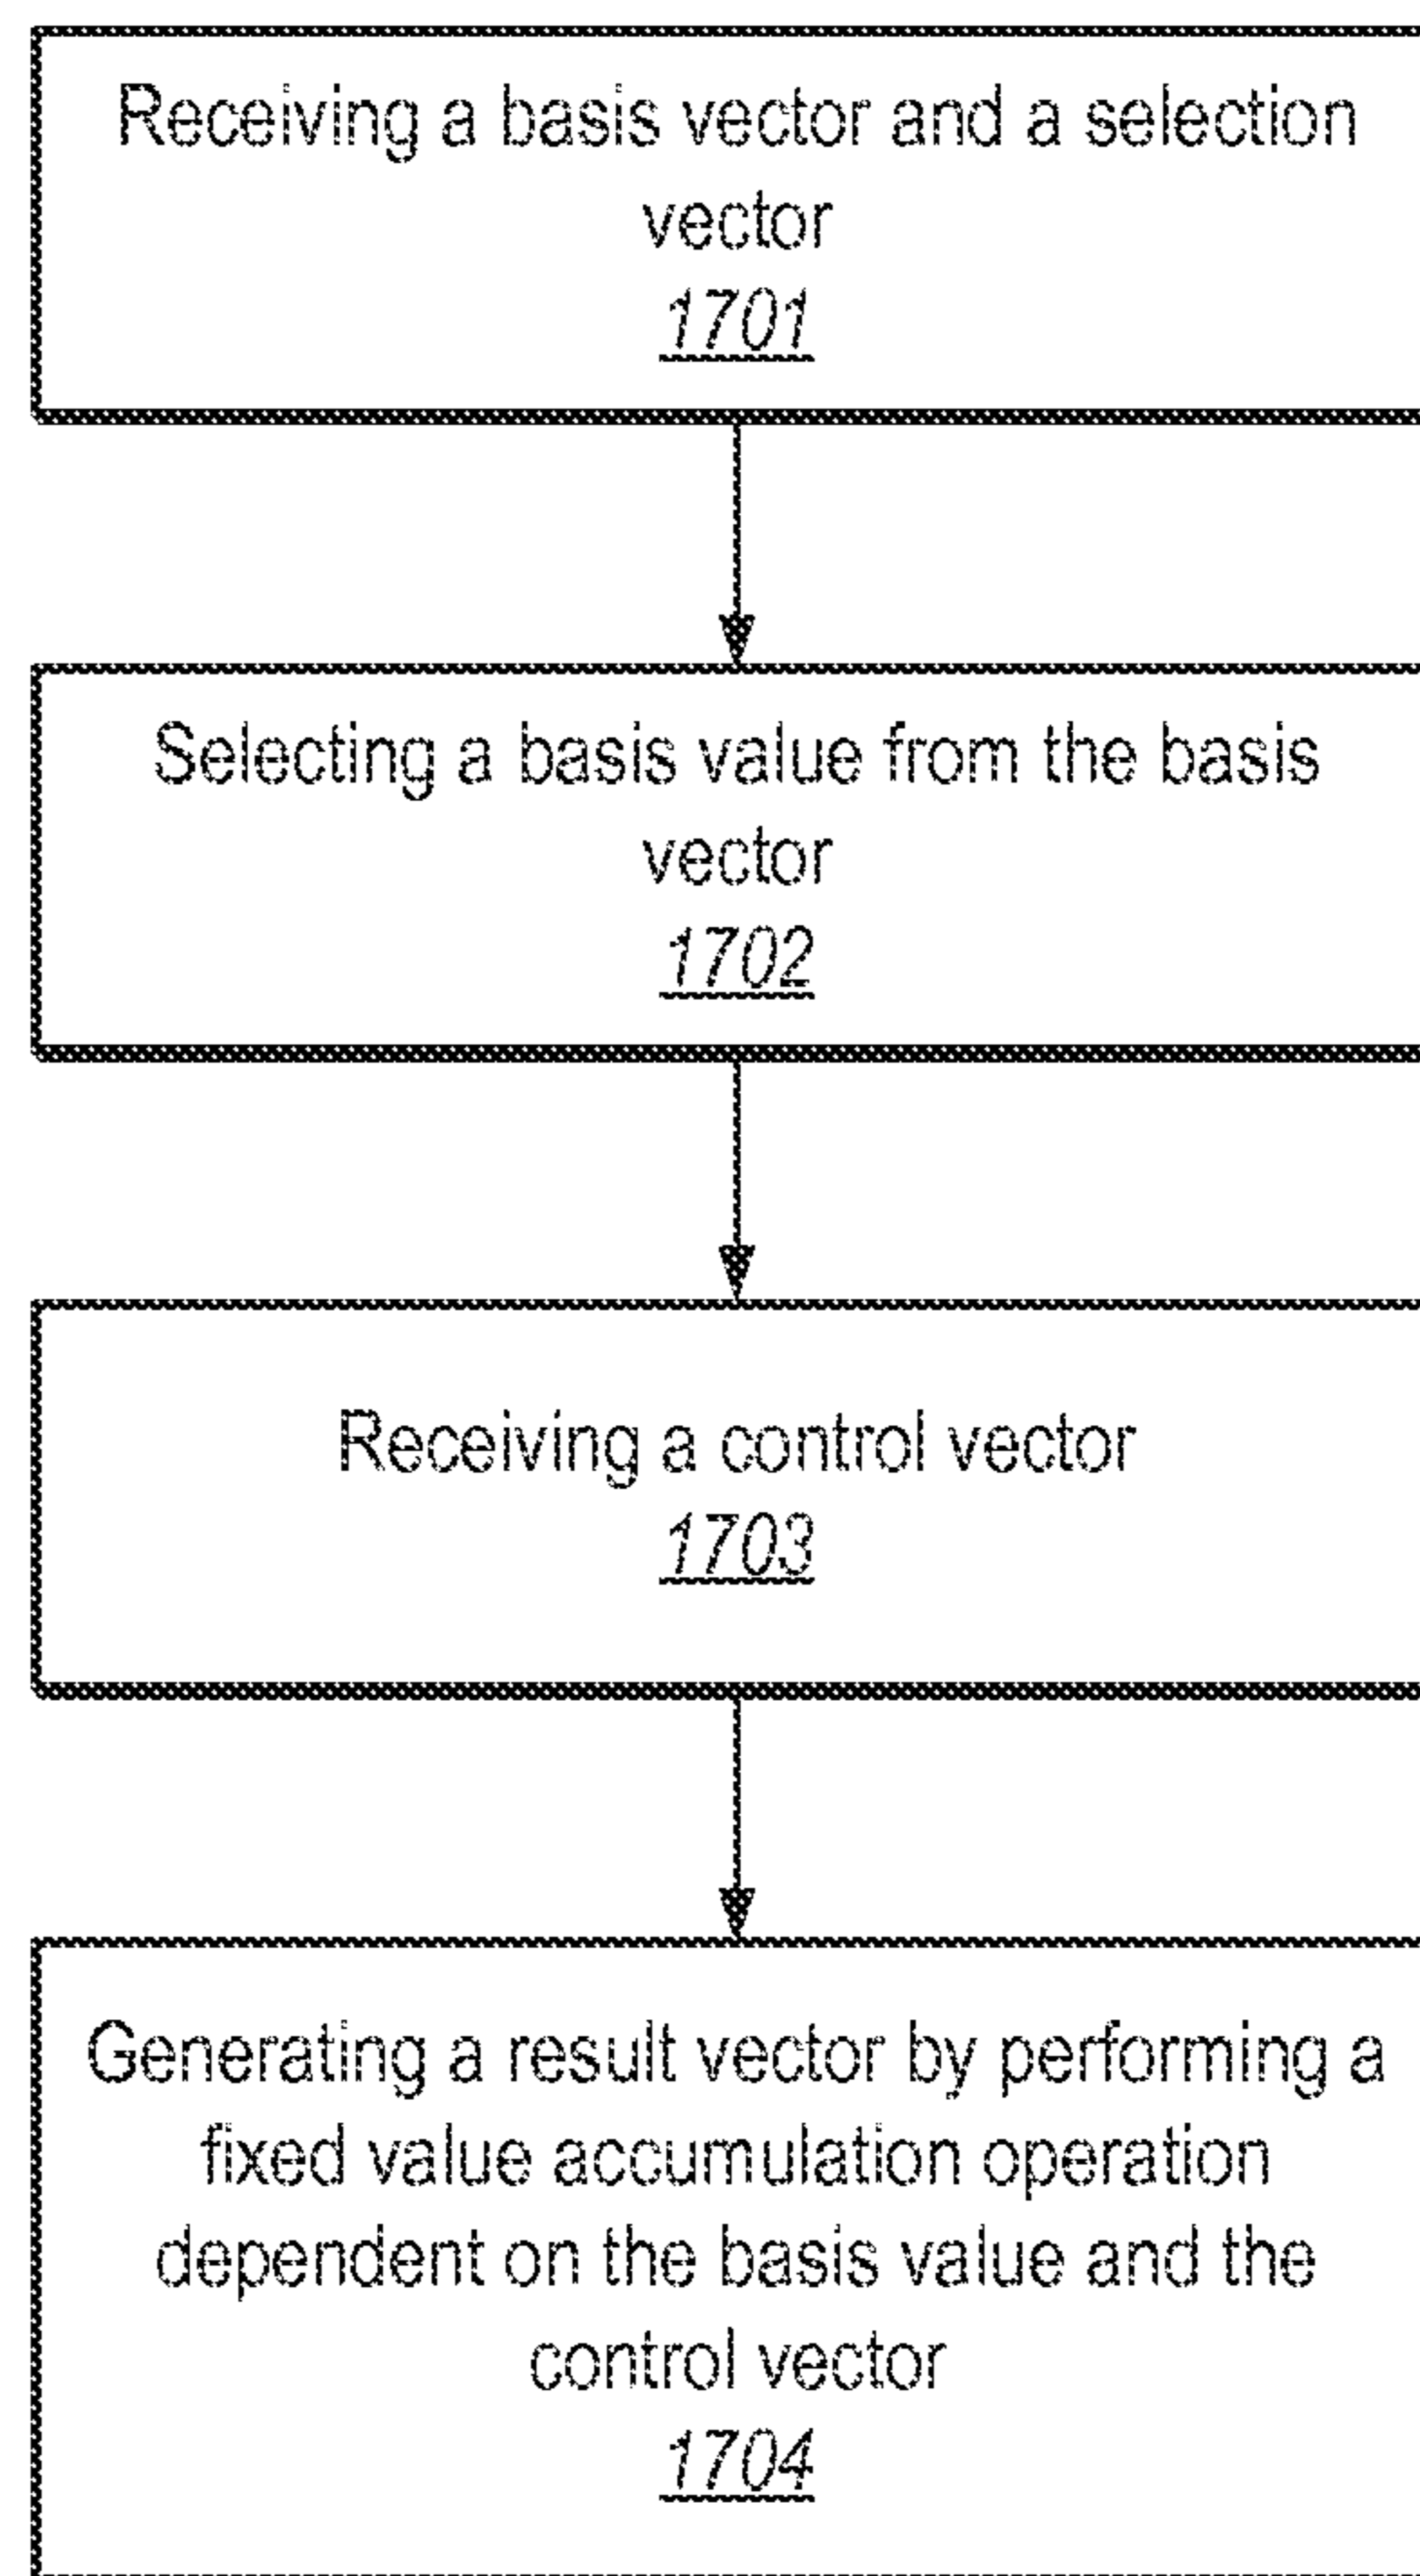 Receiving a basis vector and a selection
vector
1701
Selecting a basis value from the basis
vector
1702
Receiving a control vector
1703
Generating a result vector by performing a
fixed value accumulation operation
dependent on the basis value and the
control vector
1704